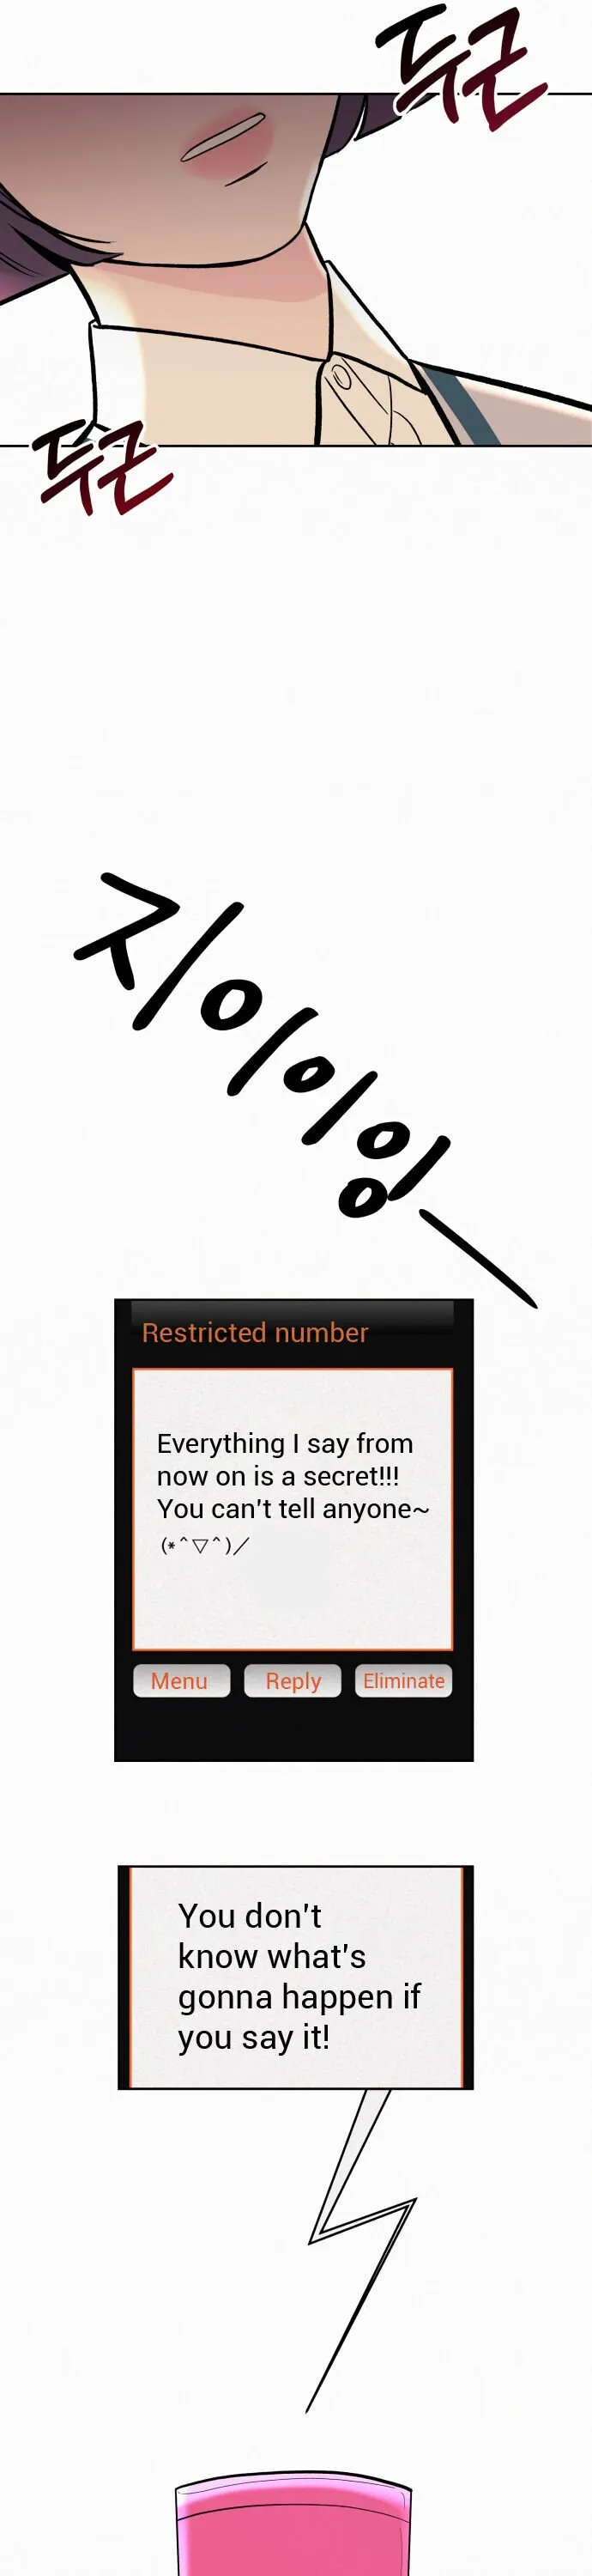 두근
두근
지이이잉
Restricted number
Everything I say from
now on is a secret!!!
You can't tell anyone~
(*^▽^)／
Menu Reply Eliminate
You don't
know what's
gonna happen if
you say it!